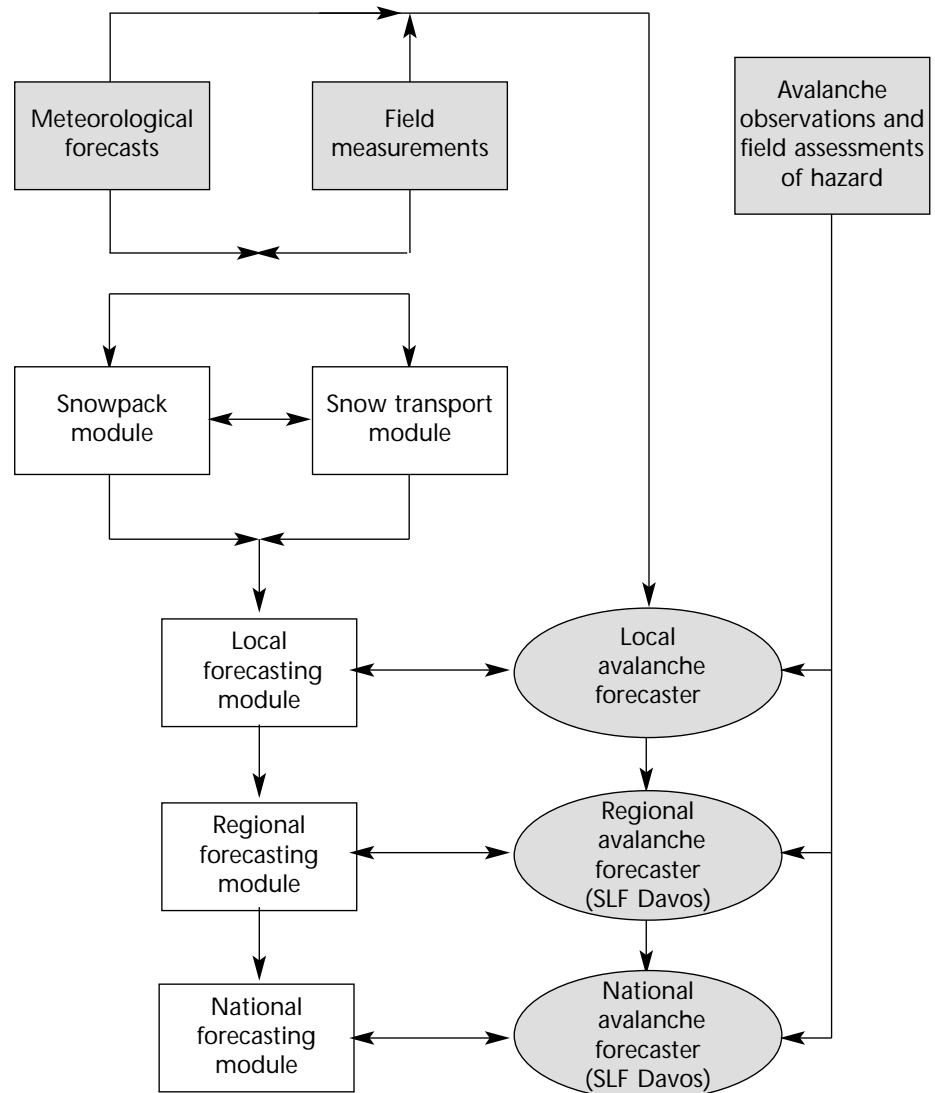 Meteorological
forecasts
Field
measurements
Avalanche
observations and
field assessments
of hazard
Snowpack
module
Snow transport
module
Local
forecasting
module
Local
avalanche
forecaster
Regional
forecasting
module
Regional
avalanche
forecaster
(SLF Davos)
National
forecasting
module
National
avalanche
forecaster
(SLF Davos)